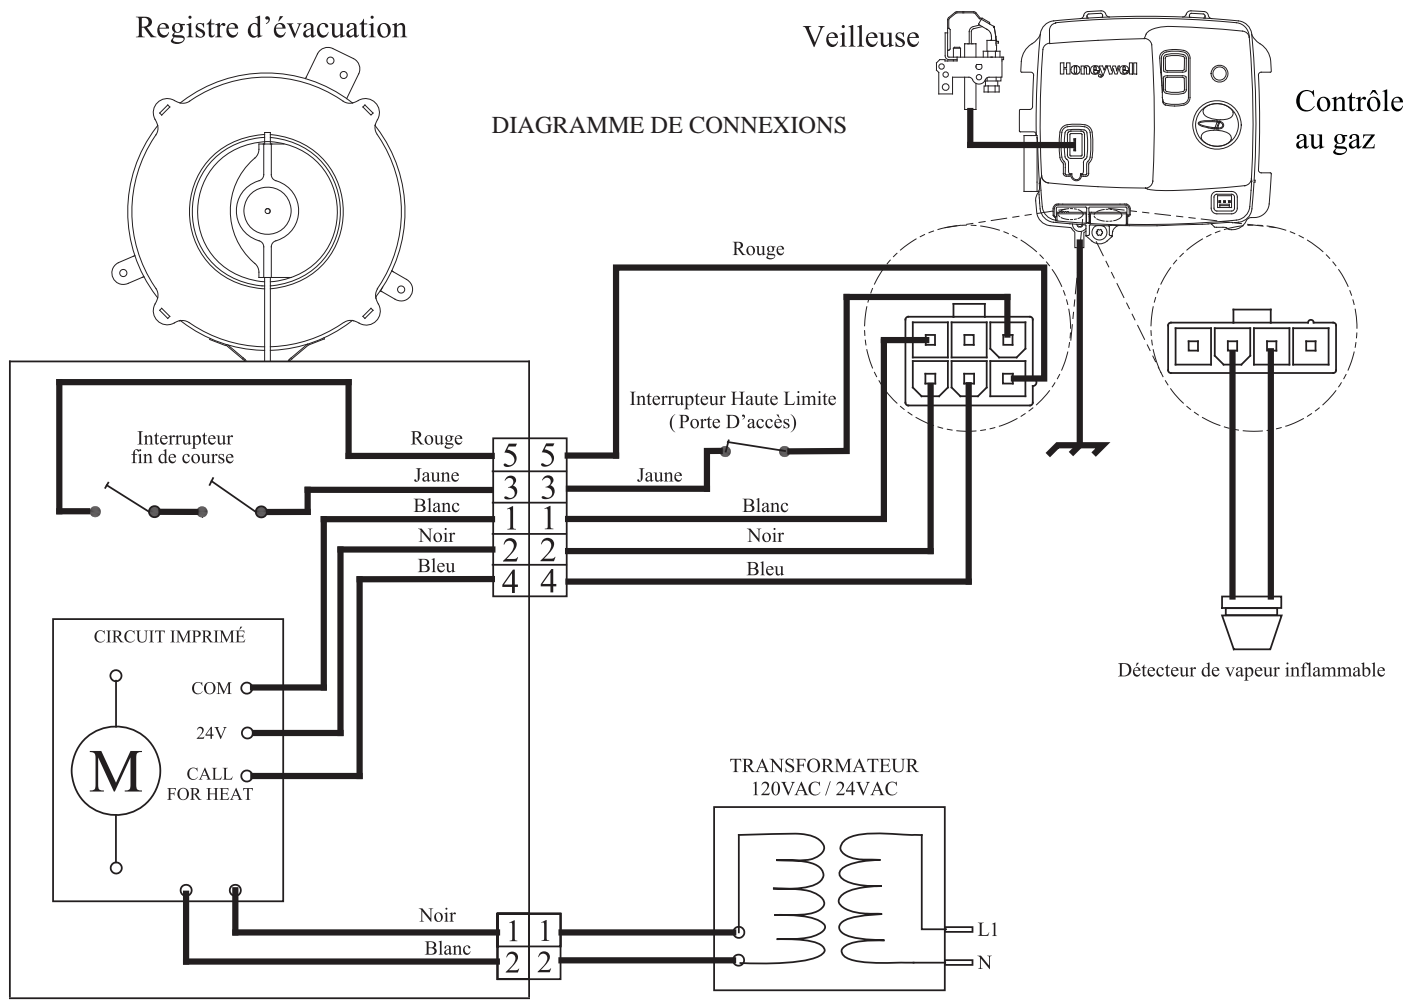 Registre d’évacuation
Veilleuse
Honeywell
Contrôle
au gaz
DIAGRAMME DE CONNEXIONS
Rouge
Interrupteur Haute Limite
( Porte D’accès)
Interrupteur
fin de course
Rouge
5 5
Jaune
3 3
Jaune
Blanc
1 1
Blanc
Noir
2 2
Noir
Bleu
4 4
Bleu
CIRCUIT IMPRIMÉ
COM
24V
CALL
FOR HEAT
M
Détecteur de vapeur inflammable
TRANSFORMATEUR
120VAC / 24VAC
Noir
1 1
L1
Blanc
2 2
N